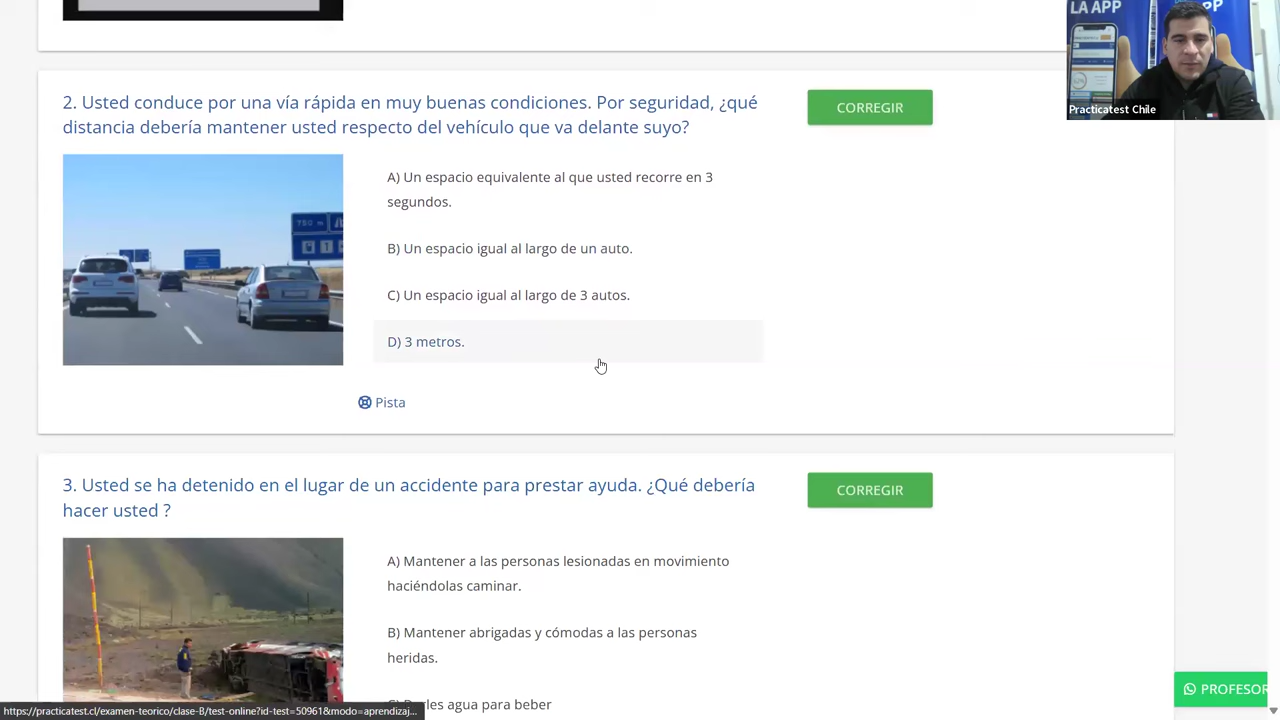 LA APP
Practicatest Chile
2. Usted conduce por una vía rápida en muy buenas condiciones. Por seguridad, ¿qué
distancia debería mantener usted respecto del vehículo que va delante suyo?
CORREGIR
A) Un espacio equivalente al que usted recorre en 3
segundos.
B) Un espacio igual al largo de un auto.
C) Un espacio igual al largo de 3 autos.
D) 3 metros.
Pista
3. Usted se ha detenido en el lugar de un accidente para prestar ayuda. ¿Qué debería
hacer usted ?
CORREGIR
A) Mantener a las personas lesionadas en movimiento
haciéndolas caminar.
B) Mantener abrigadas y cómodas a las personas
heridas.
agua para beber
PROFESOR
https://practicatest.cl/examen-teorico/clase-B/test-online?id-test=50961&modo=aprendizaj...